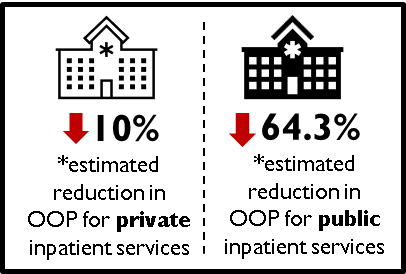 10%
*estimated
reduction in
OOP for private
inpatient services
64.3%
*estimated
reduction in
OOP for public
inpatient services